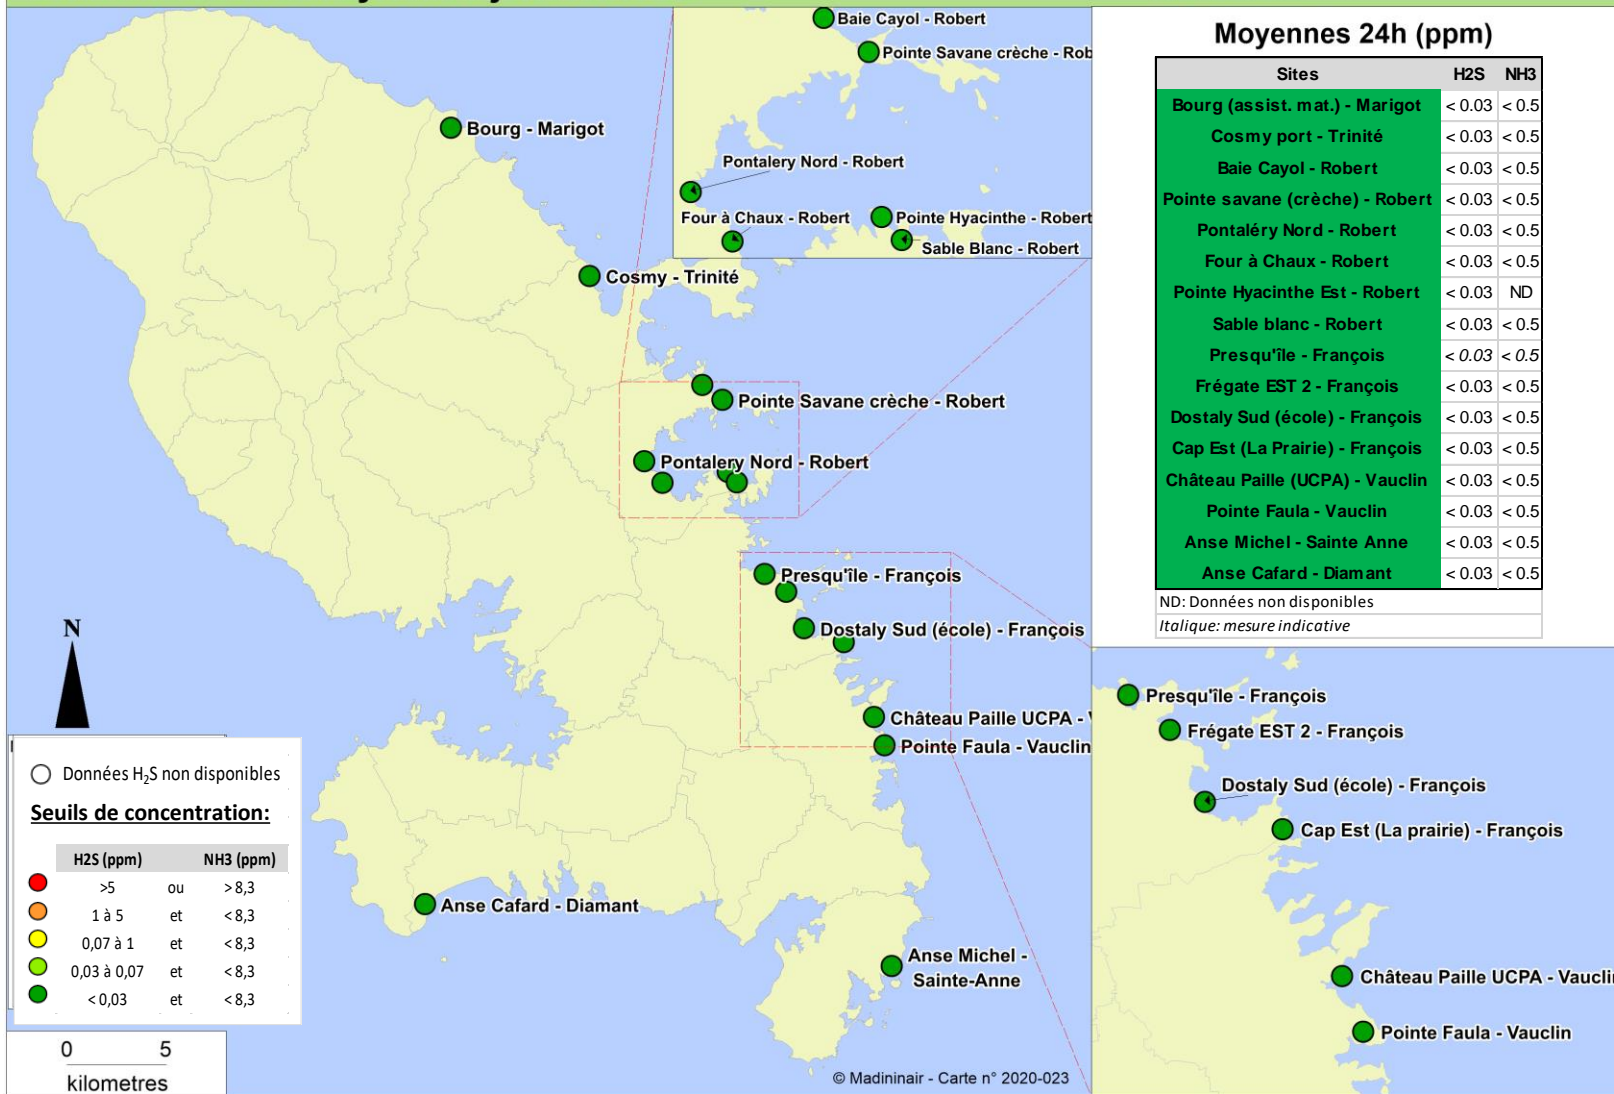 Baie Cayol - Robert
Pointe Savane crèche - Rob
Pontalery Nord - Robert
Four à Chaux - Robert
Pointe Hyacinthe - Robert
Sable Blanc - Robert
Bourg - Marigot
Cosmy - Trinité
Pointe Savane crèche - Robert
Pontalery Nord - Robert
Presqu'île - François
Dostaly Sud (école) - François
Château Paille UCPA - V
Pointe Faula - Vauclin
Anse Cafard - Diamant
Anse Michel -
Sainte-Anne
N
Données H2S non disponibles
Seuils de concentration:
H2S (ppm) NH3 (ppm)
>5 ou > 8,3
1 à 5 et < 8,3
0,07 à 1 et < 8,3
0,03 à 0,07 et < 8,3
< 0,03 et < 8,3
0 5
kilometres
© Madininair - Carte n° 2020-023
Moyennes 24h (ppm)
Sites H2S NH3
Bourg (assist. mat.) - Marigot < 0.03 < 0.5
Cosmy port - Trinité < 0.03 < 0.5
Baie Cayol - Robert < 0.03 < 0.5
Pointe savane (crèche) - Robert < 0.03 < 0.5
Pontaléry Nord - Robert < 0.03 < 0.5
Four à Chaux - Robert < 0.03 < 0.5
Pointe Hyacinthe Est - Robert < 0.03 ND
Sable blanc - Robert < 0.03 < 0.5
Presqu'île - François < 0.03 < 0.5
Frégate EST 2 - François < 0.03 < 0.5
Dostaly Sud (école) - François < 0.03 < 0.5
Cap Est (La Prairie) - François < 0.03 < 0.5
Château Paille (UCPA) - Vauclin < 0.03 < 0.5
Pointe Faula - Vauclin < 0.03 < 0.5
Anse Michel - Sainte Anne < 0.03 < 0.5
Anse Cafard - Diamant < 0.03 < 0.5
ND: Données non disponibles
Italique: mesure indicative
Presqu'île - François
Frégate EST 2 - François
Dostaly Sud (école) - François
Cap Est (La prairie) - François
Château Paille UCPA - Vauclin
Pointe Faula - Vauclin